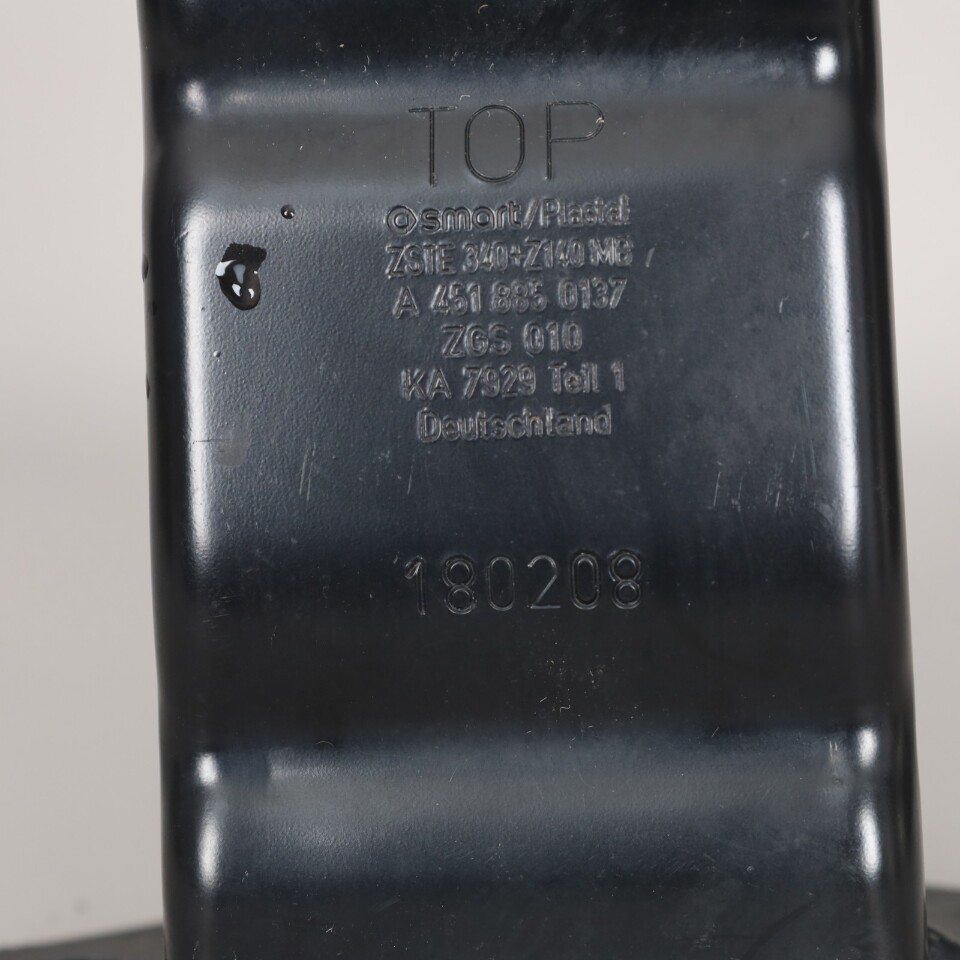 TOP
smart/Plastal
ZSTE 340+Z140 MB
A 451 885 0137
ZGS 010
KA 7929 Teil 1
Deutschland
180208